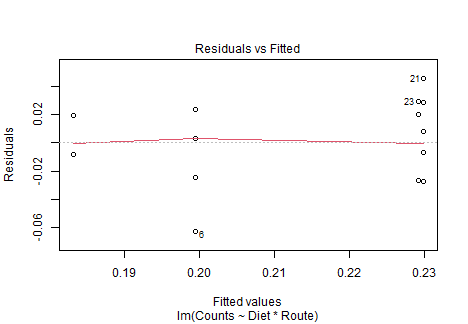 Residuals vs Fitted
Residuals
0.02
-0.02
-0.06
21
23
6
0.19 0.20 0.21 0.22 0.23
Fitted values
lm(Counts ~ Diet * Route)